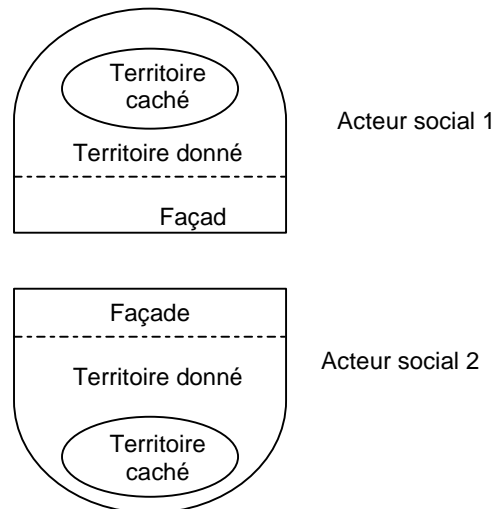 Territoire
caché
Acteur social 1
Territoire donné
Façad
Façade
Acteur social 2
Territoire donné
Territoire
caché